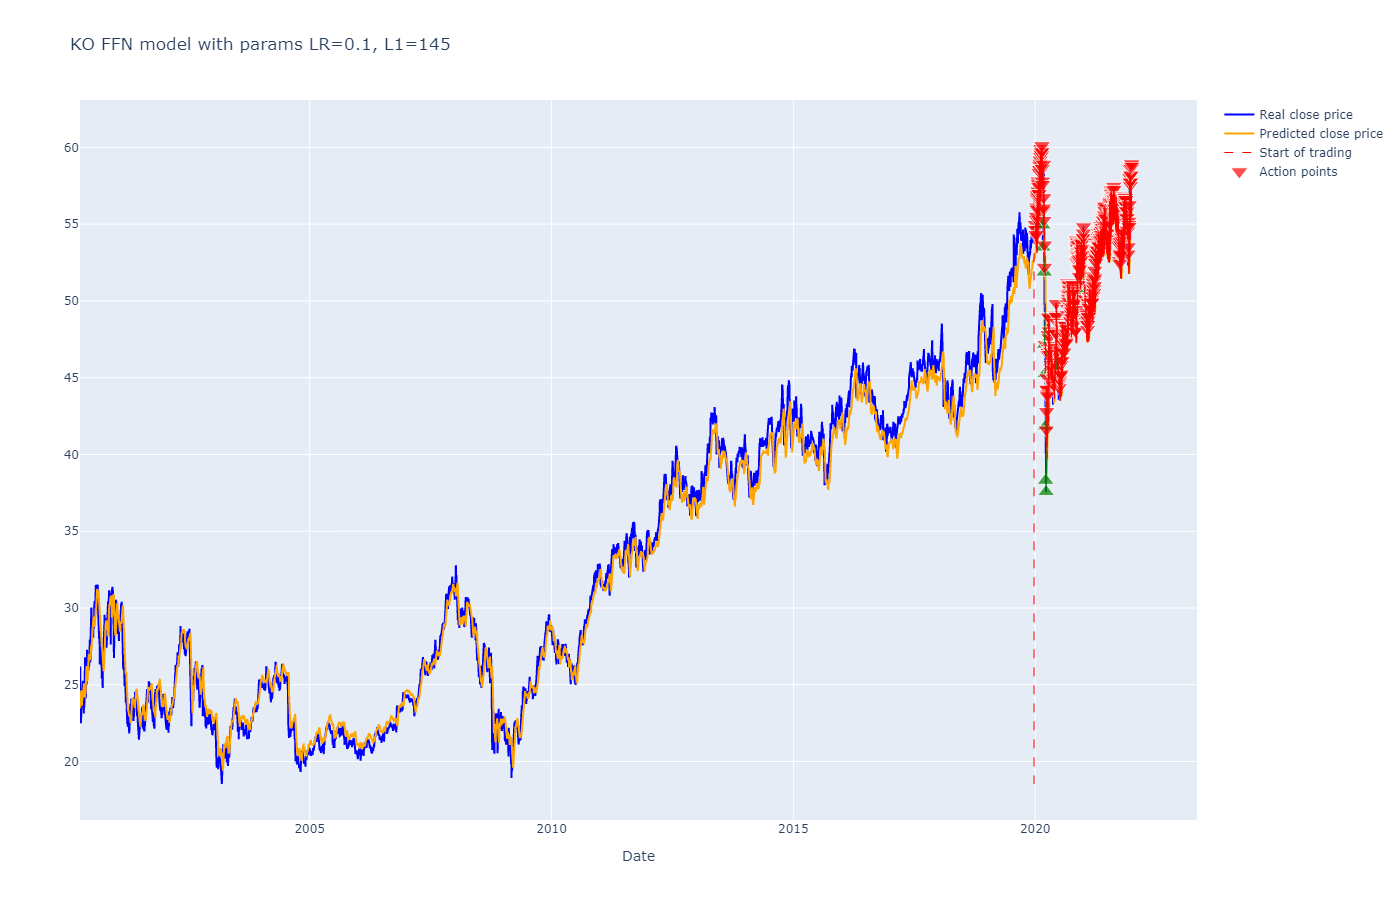 KO FFN model with params LR=0.1, L1=145
Real close price
Predicted close price
Start of trading
Action points
60
55
50
45
40
35
30
25
20
2005
2010
2015
2020
Date